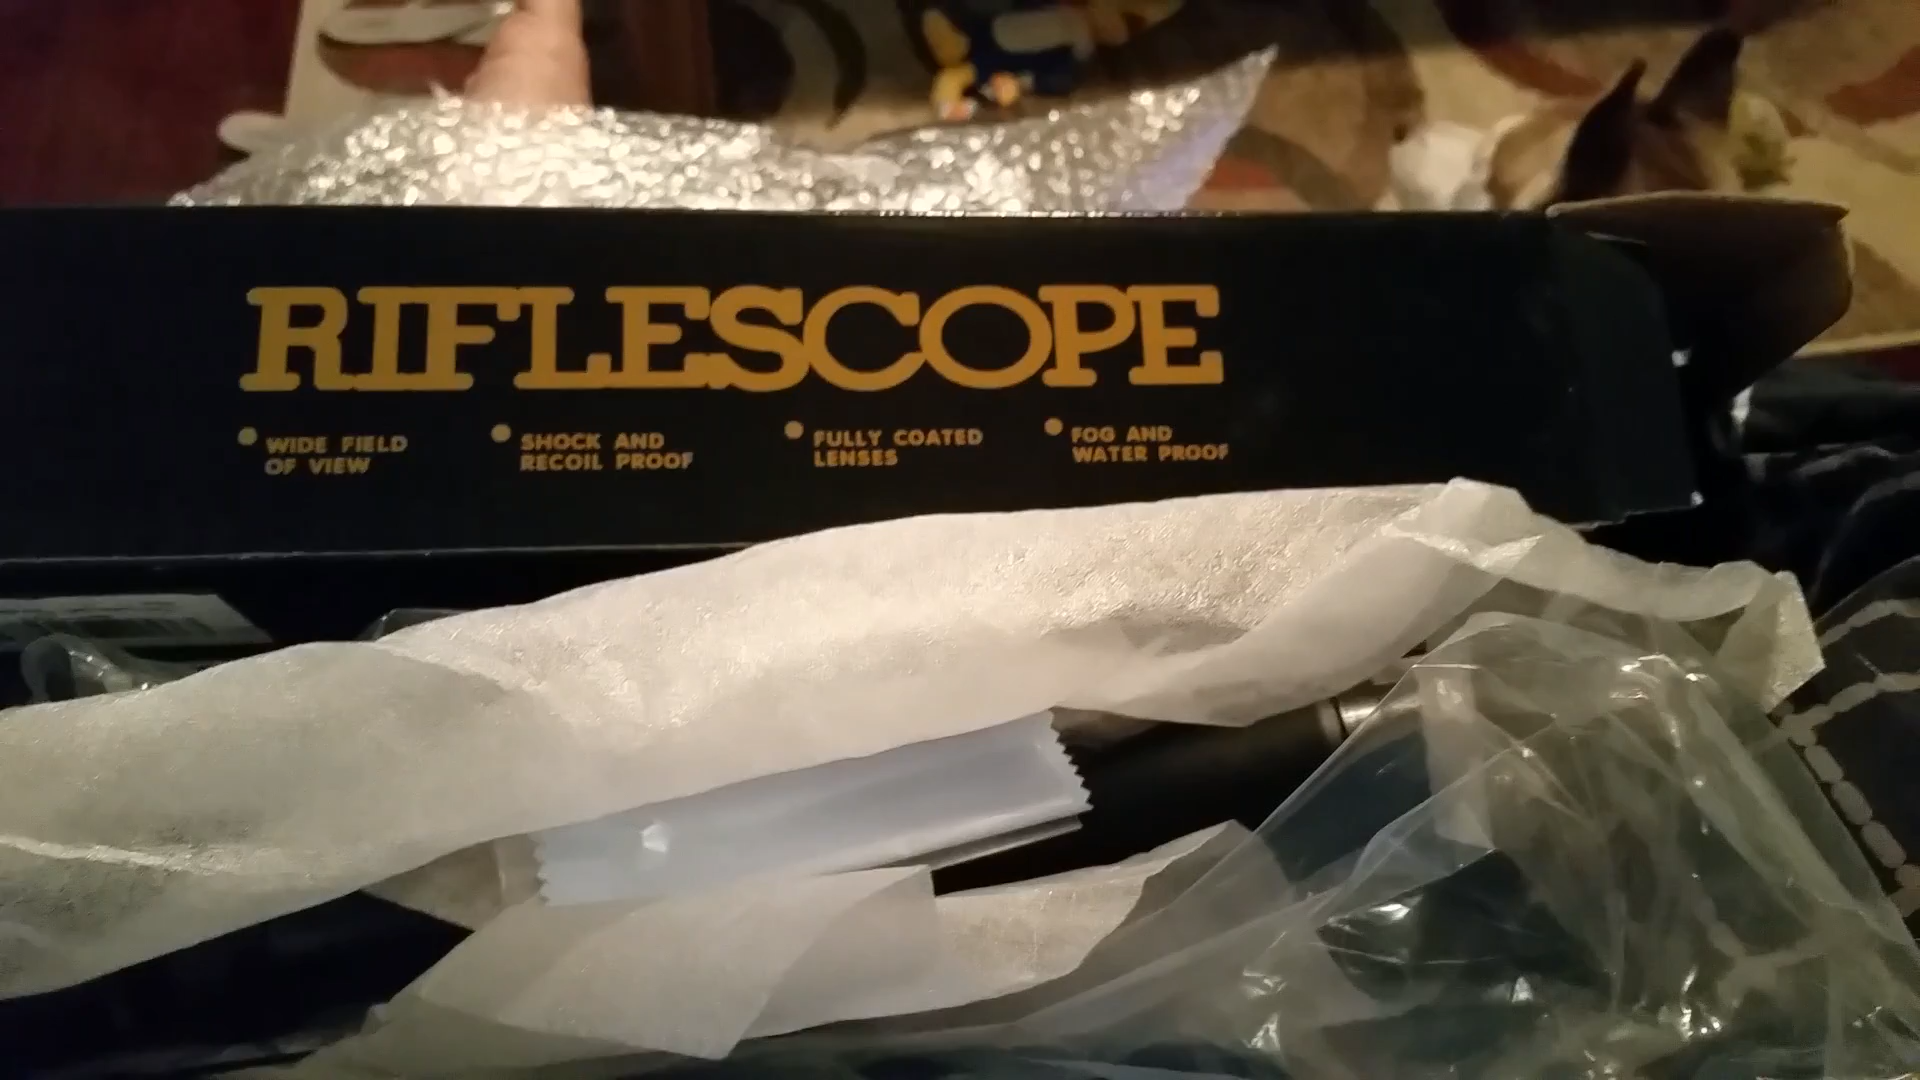 RIFLESCOPE
WIDE FIELD
OF VIEW
SHOCK AND
RECOIL PROOF
FULLY COATED
LENSES
FOG AND
WATER PROOF